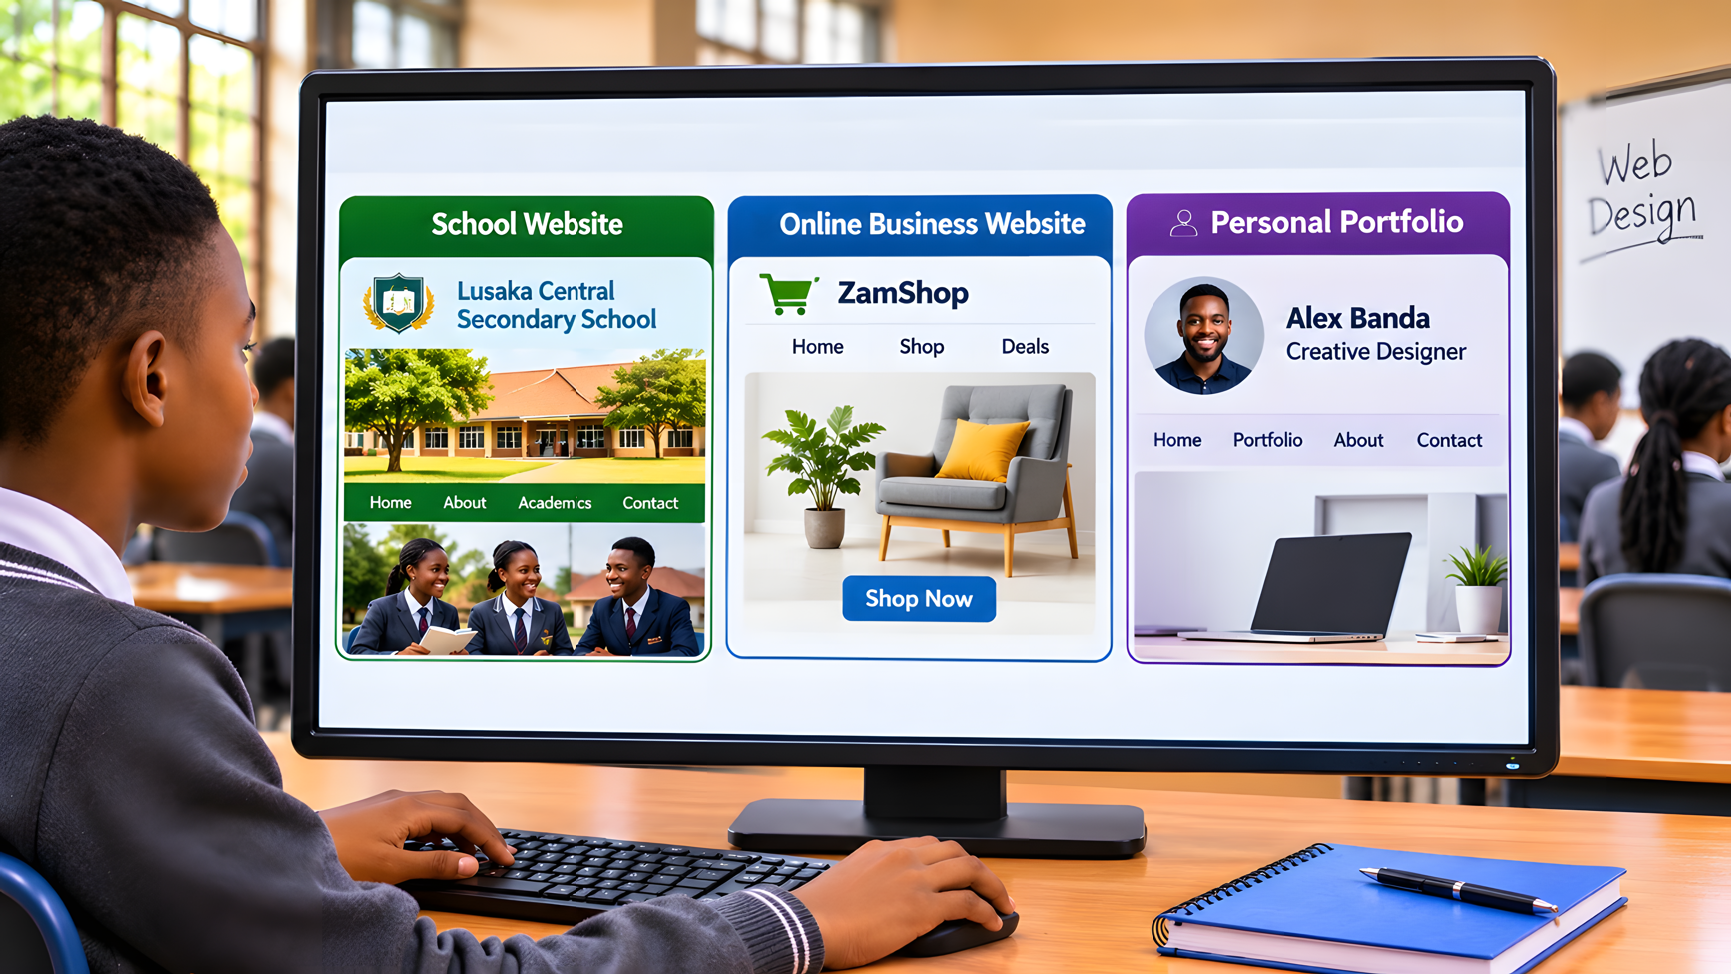 School Website
Lusaka Central
Secondary School
Home About Academics Contact
Online Business Website
ZamShop
Home Shop Deals
Shop Now
Personal Portfolio
Alex Banda
Creative Designer
Home Portfolio About Contact
Web
Design